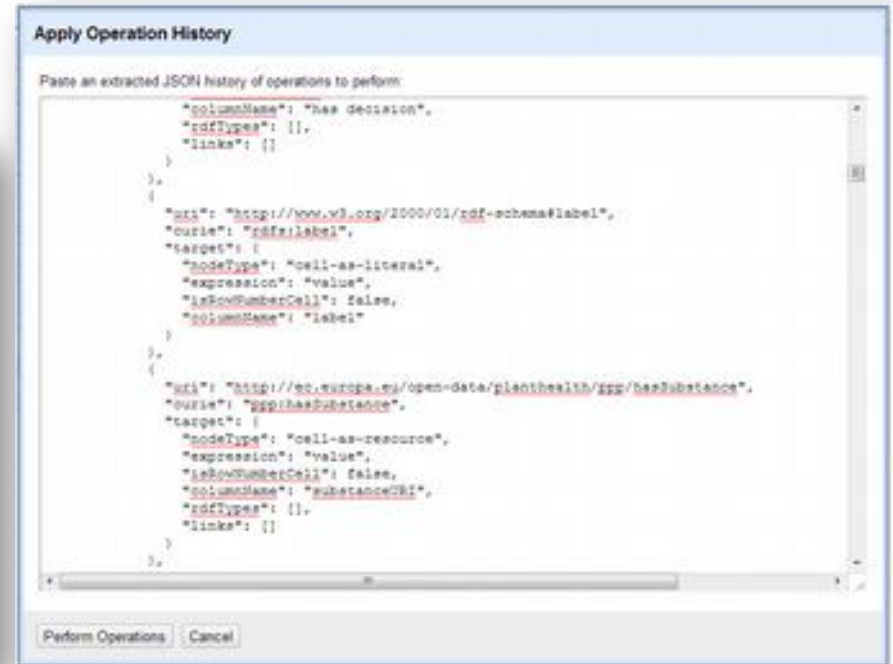 Apply Operation History
Paste an extracted JSON history of operations to perform:
"columnName": "has decision",
"rdfTypes": [],
"links": []
}
},
{
"uri": "http://www.w3.org/2000/01/rdf-schema#label",
"curie": "rdfs:label",
"target": {
"nodeType": "cell-as-literal",
"expression": "value",
"isRowNumberCell": false,
"columnName": "label"
}
},
{
"uri": "http://ec.europa.eu/open-data/planthealth/ppp/hasSubstance",
"curie": "ppp:hasSubstance",
"target": {
"nodeType": "cell-as-resource",
"expression": "value",
"isRowNumberCell": false,
"columnName": "substanceURI",
"rdfTypes": [],
"links": []
}
},
Perform Operations Cancel